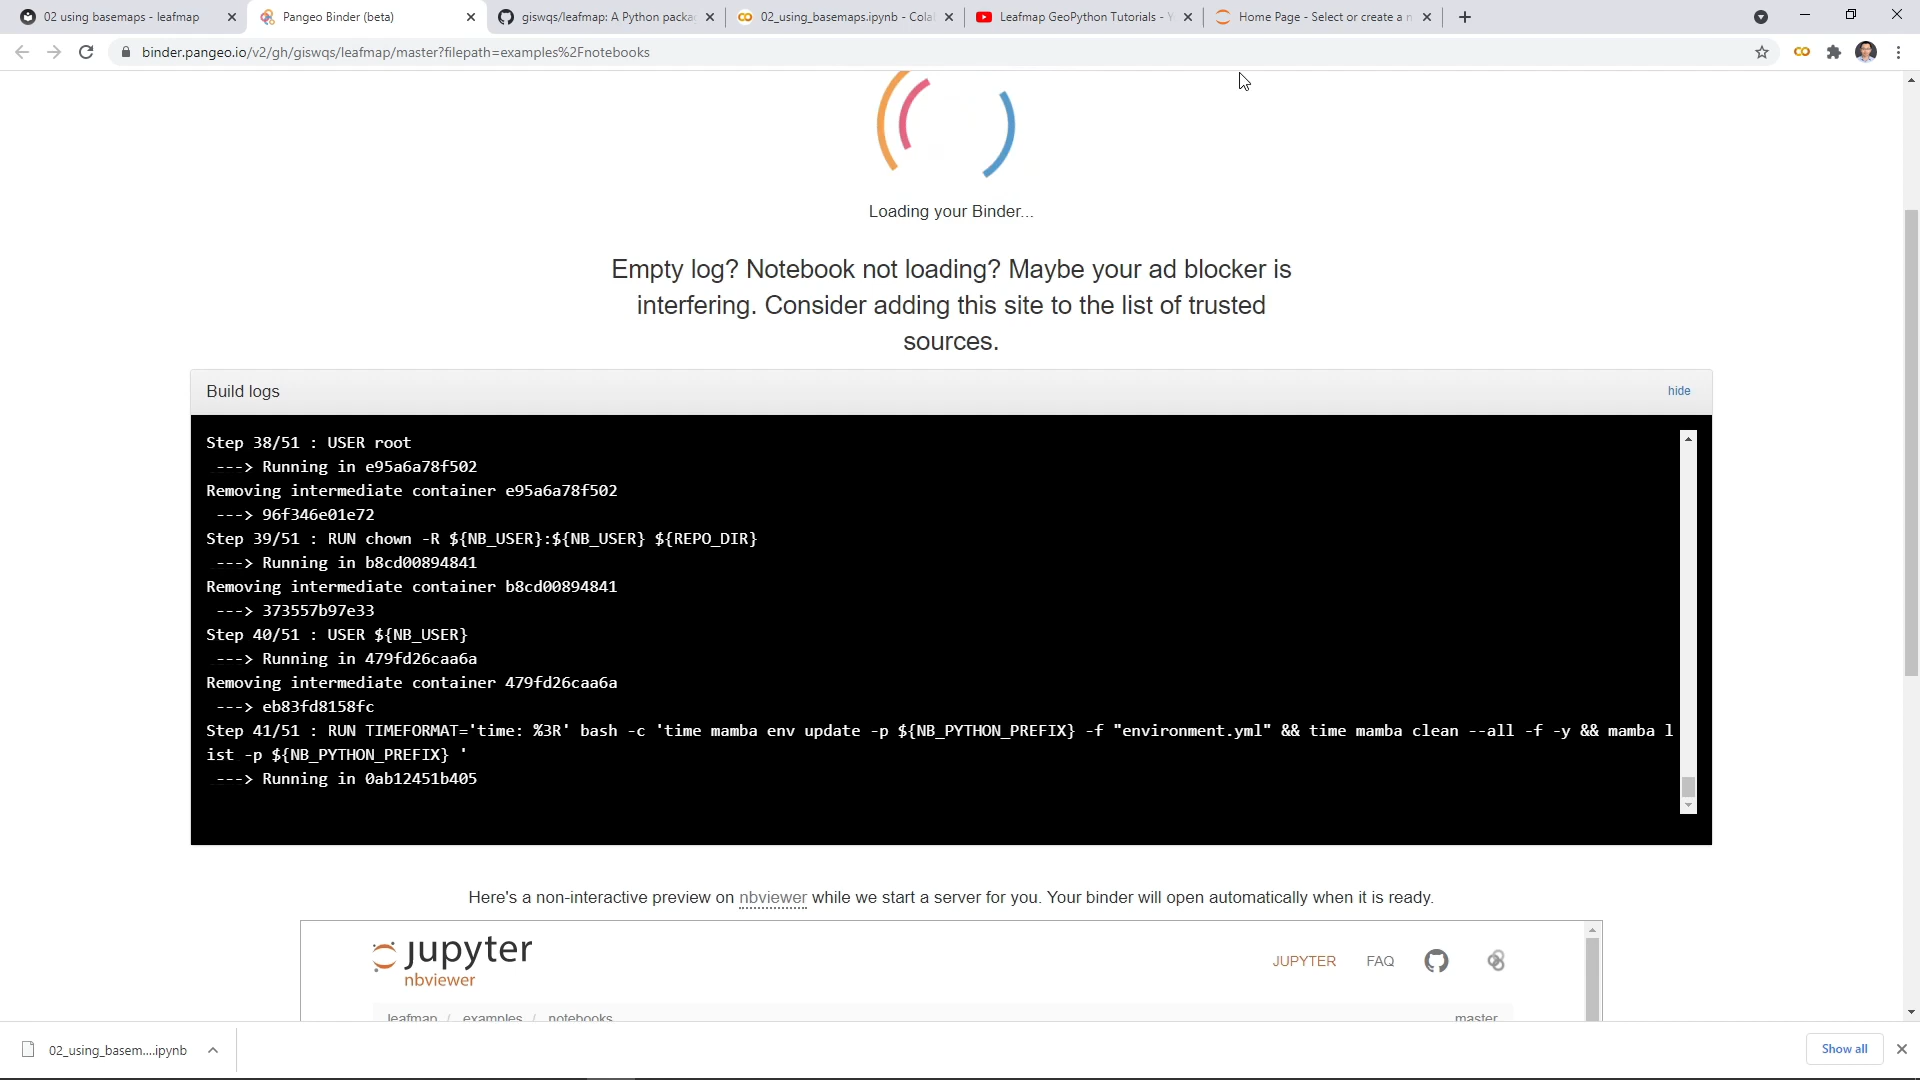 02 using basemaps - leafmap
Pangeo Binder (beta)
giswqs/leafmap: A Python packa
02_using_basemaps.ipynb - Cola
Leafmap GeoPython Tutorials - Y
Home Page - Select or create a n
binder.pangeo.io/v2/gh/giswqs/leafmap/master?filepath=examples%2Fnotebooks
Loading your Binder...
Empty log? Notebook not loading? Maybe your ad blocker is
interfering. Consider adding this site to the list of trusted
sources.
Build logs
hide
Step 38/51 : USER root
---> Running in e95a6a78f502
Removing intermediate container e95a6a78f502
---> 96f346e01e72
Step 39/51 : RUN chown -R ${NB_USER}:${NB_USER} ${REPO_DIR}
---> Running in b8cd00894841
Removing intermediate container b8cd00894841
---> 373557b97e33
Step 40/51 : USER ${NB_USER}
---> Running in 479fd26caa6a
Removing intermediate container 479fd26caa6a
---> eb83fd8158fc
Step 41/51 : RUN TIMEFORMAT='time: %3R' bash -c 'time mamba env update -p ${NB_PYTHON_PREFIX} -f "environment.yml" && time mamba clean --all -f -y && mamba l
ist -p ${NB_PYTHON_PREFIX} '
---> Running in 0ab12451b405
Here's a non-interactive preview on nbviewer while we start a server for you. Your binder will open automatically when it is ready.
jupyter
nbviewer
JUPYTER FAQ
leafmap / examples / notebooks
master
02_using_basem....ipynb
Show all